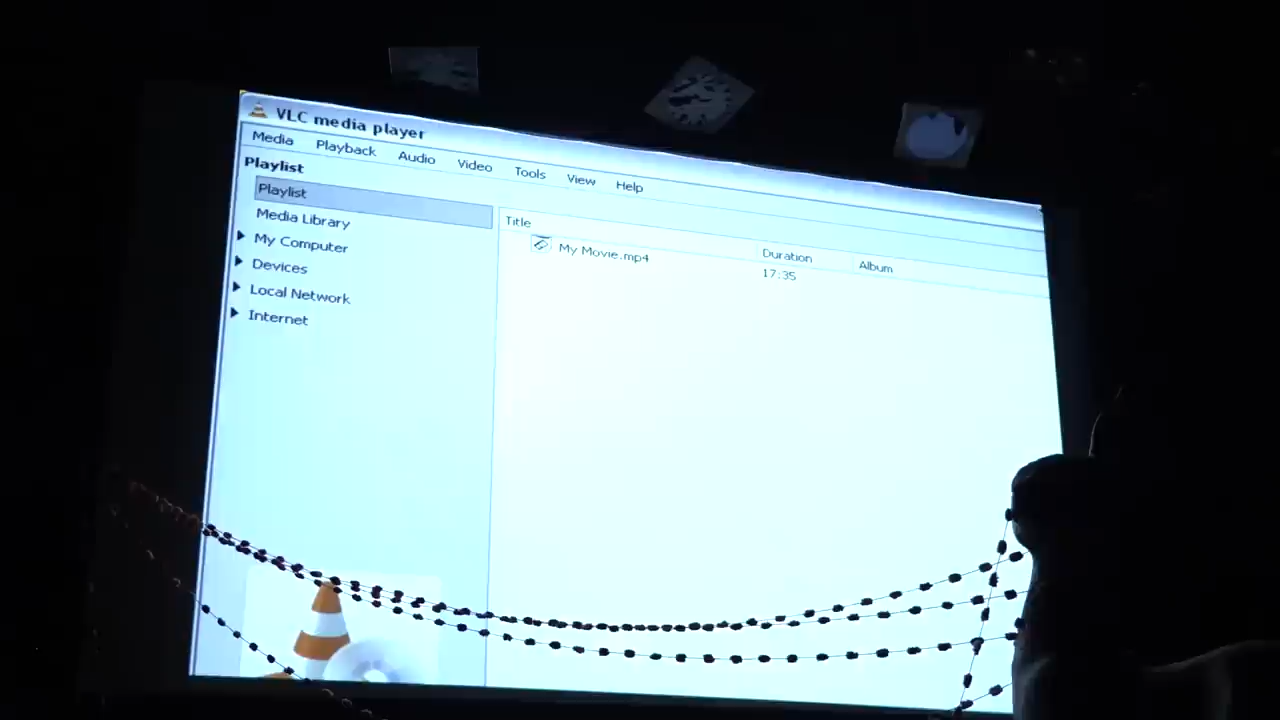 VLC media player
Media Playback Audio Video Tools View Help
Playlist
Playlist
Media Library
My Computer
Devices
Local Network
Internet
Title Duration Album
My Movie.mp4 17:35